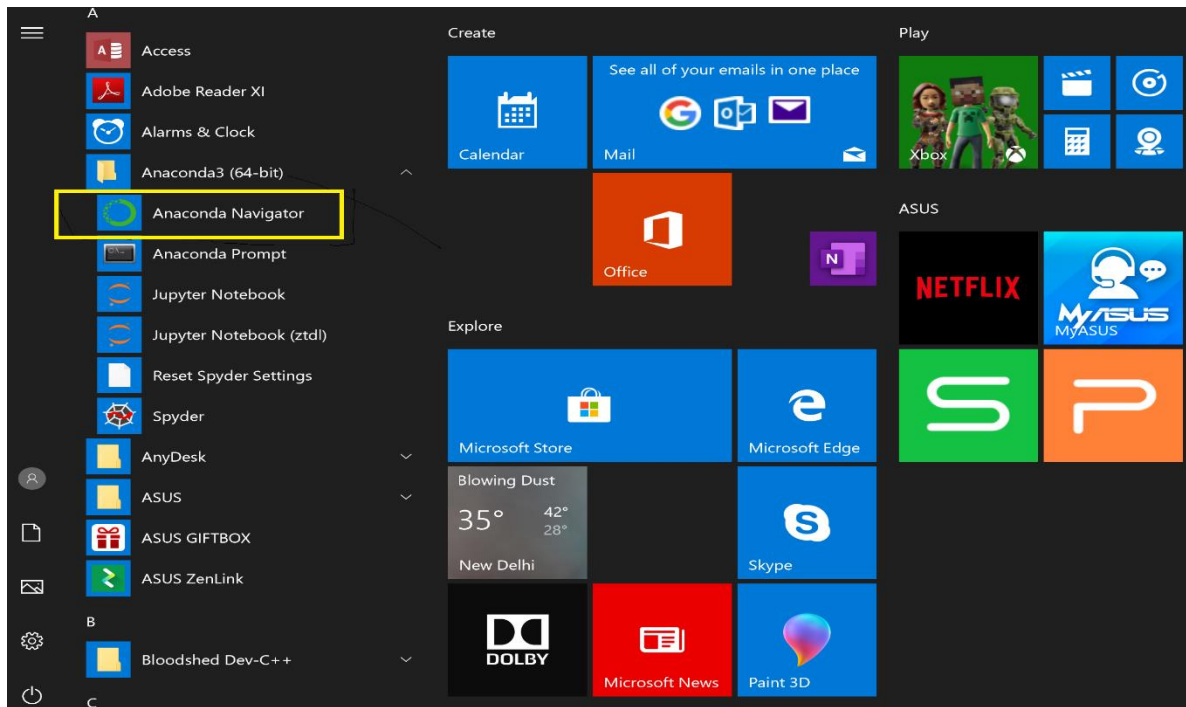 A
Access
Adobe Reader XI
Alarms & Clock
Anaconda3 (64-bit)
Anaconda Navigator
Anaconda Prompt
Jupyter Notebook
Jupyter Notebook (ztdl)
Reset Spyder Settings
Spyder
AnyDesk
ASUS
ASUS GIFTBOX
ASUS ZenLink
B
Bloodshed Dev-C++
C
Create
Calendar
See all of your emails in one place
Mail
Office
N
Explore
Microsoft Store
Microsoft Edge
Blowing Dust
35° 42°
28°
New Delhi
Skype
DOLBY
Microsoft News
Paint 3D
Play
Xbox
ASUS
NETFLIX
MyASUS
MyASUS